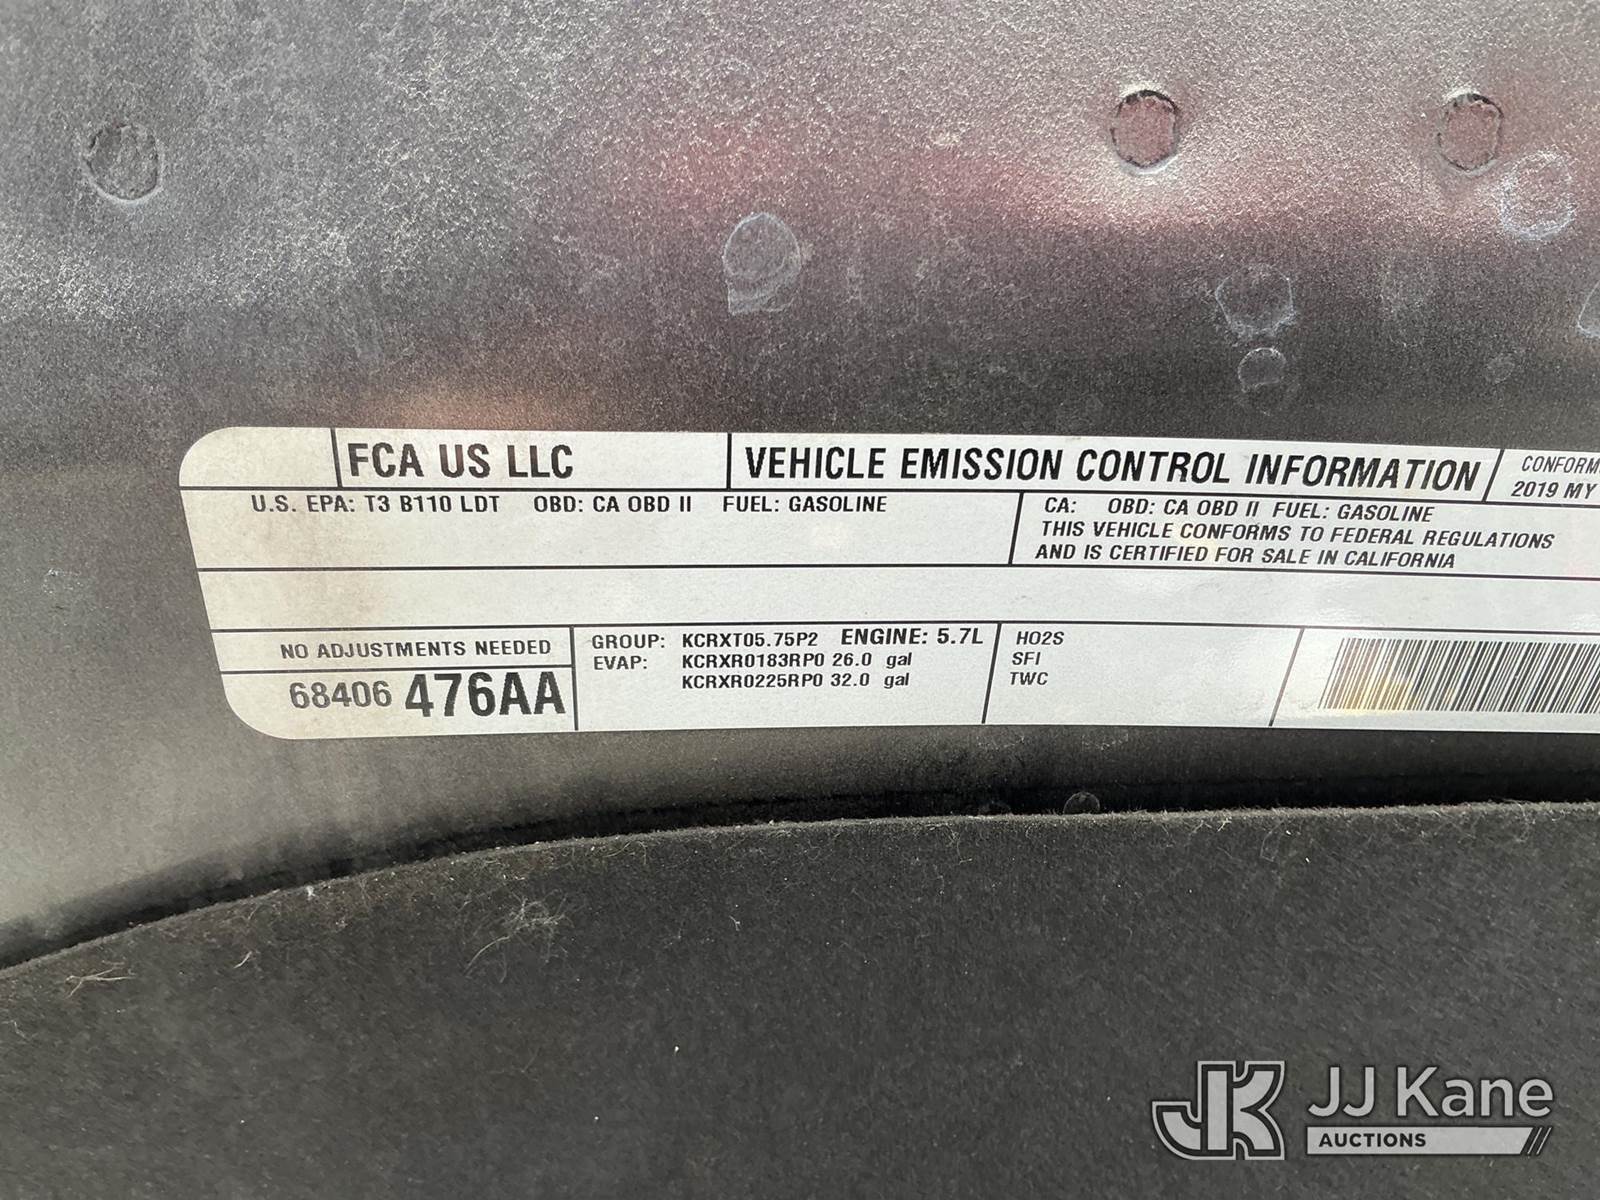 FCA US LLC
VEHICLE EMISSION CONTROL INFORMATION
2019 MY
U.S. EPA: T3 B110 LDT OBD: CA OBD II FUEL: GASOLINE
CA: OBD: CA OBD II FUEL: GASOLINE
THIS VEHICLE CONFORMS TO FEDERAL REGULATIONS
AND IS CERTIFIED FOR SALE IN CALIFORNIA
NO ADJUSTMENTS NEEDED
68406 476AA
GROUP: KCRXT05.75P2 ENGINE: 5.7L
EVAP: KCRXR0183RP0 26.0 gal
KCRXR0225RP0 32.0 gal
HO2S
SFI
TWC
JK JJ Kane
AUCTIONS